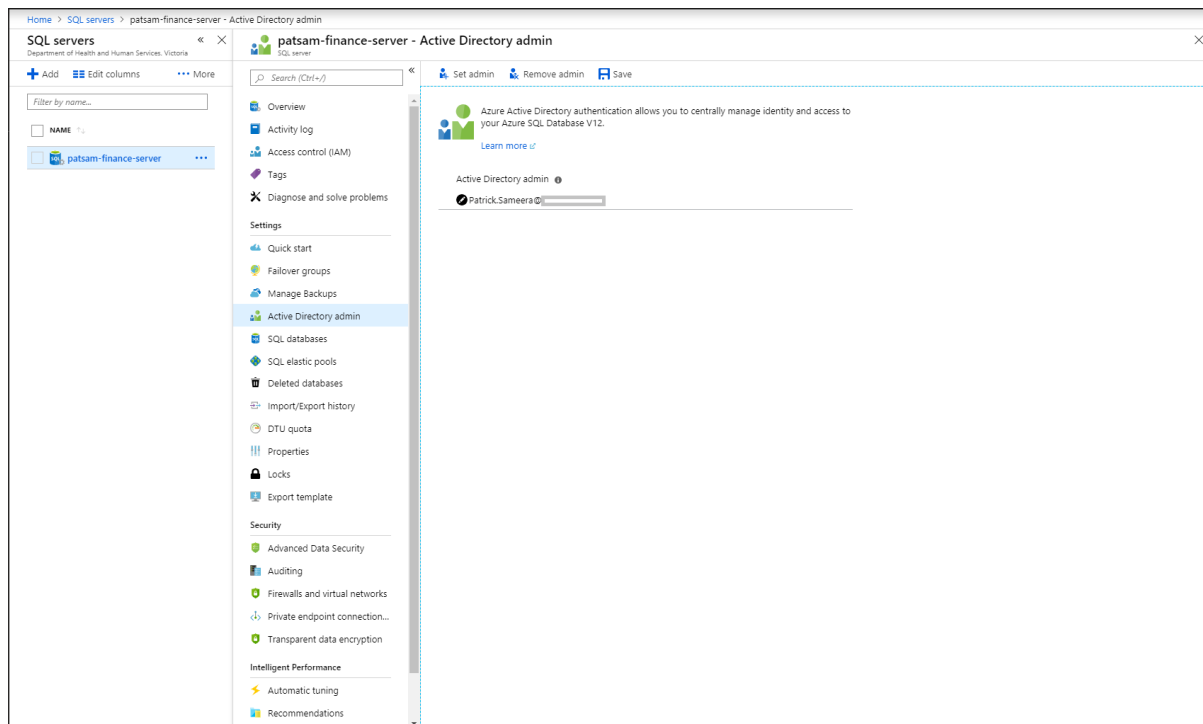 Home > SQL servers > patsam-finance-server - Active Directory admin
SQL servers
Department of Health and Human Services. Victoria
Add Edit columns More
Filter by name...
NAME
patsam-finance-server
patsam-finance-server - Active Directory admin
SQL server
Search (Ctrl+/)
Overview
Activity log
Access control (IAM)
Tags
Diagnose and solve problems
Settings
Quick start
Failover groups
Manage Backups
Active Directory admin
SQL databases
SQL elastic pools
Deleted databases
Import/Export history
DTU quota
Properties
Locks
Export template
Security
Advanced Data Security
Auditing
Firewalls and virtual networks
Private endpoint connection...
Transparent data encryption
Intelligent Performance
Automatic tuning
Recommendations
Set admin Remove admin Save
Azure Active Directory authentication allows you to centrally manage identity and access to
your Azure SQL Database V12.
Learn more
Active Directory admin
Patrick.Sameera@